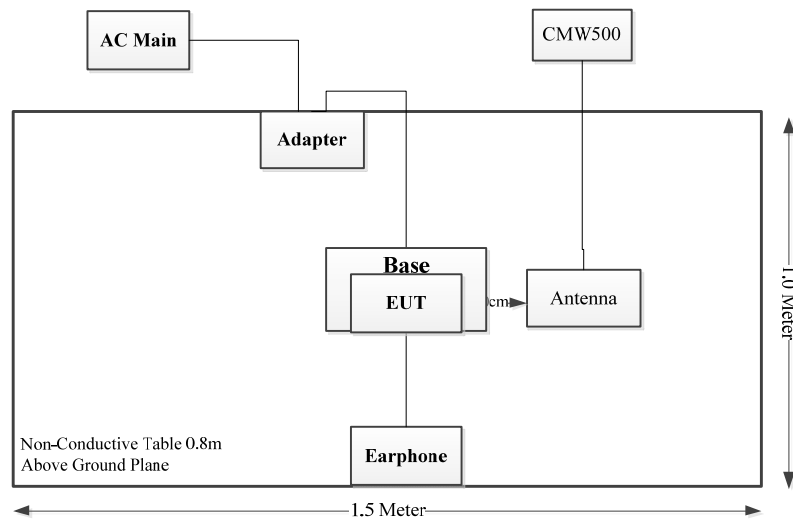 AC Main
CMW500
Adapter
Base
EUT
cm
Antenna
1.0 Meter
Non-Conductive Table 0.8m
Above Ground Plane
Earphone
1.5 Meter